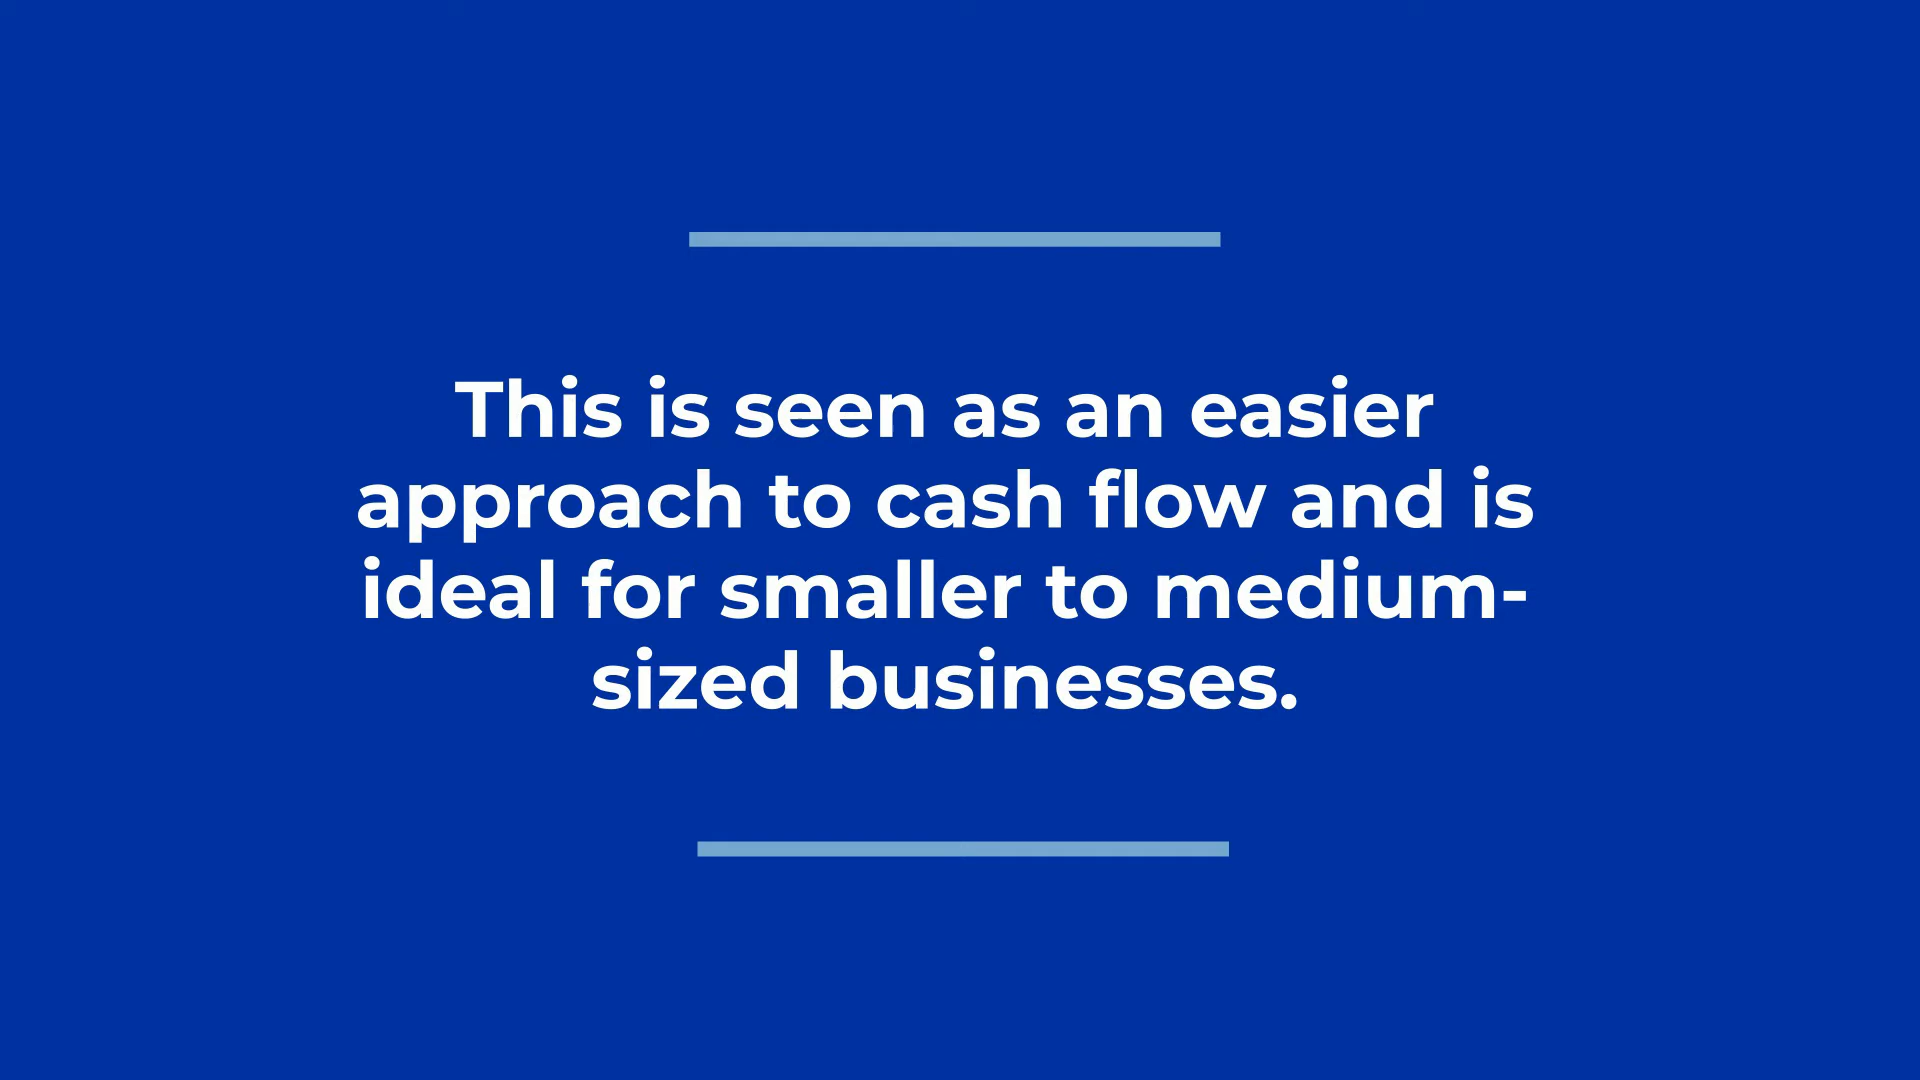 This is seen as an easier
approach to cash flow and is
ideal for smaller to medium-
sized businesses.